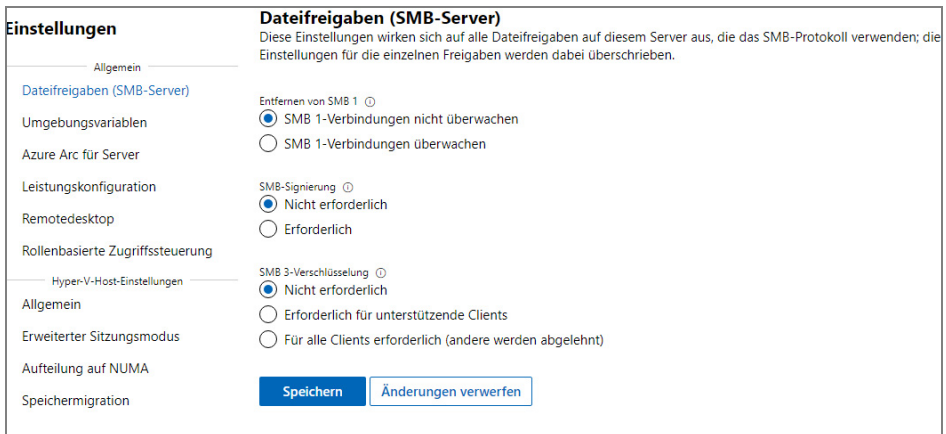 Einstellungen
Allgemein
Dateifreigaben (SMB-Server)
Umgebungsvariablen
Azure Arc für Server
Leistungskonfiguration
Remotedesktop
Rollenbasierte Zugriffssteuerung
Hyper-V-Host-Einstellungen
Allgemein
Erweiterter Sitzungsmodus
Aufteilung auf NUMA
Speichermigration
Dateifreigaben (SMB-Server)
Diese Einstellungen wirken sich auf alle Dateifreigaben auf diesem Server aus, die das SMB-Protokoll verwenden; die
Einstellungen für die einzelnen Freigaben werden dabei überschrieben.
Entfernen von SMB 1
SMB 1-Verbindungen nicht überwachen
SMB 1-Verbindungen überwachen
SMB-Signierung
Nicht erforderlich
Erforderlich
SMB 3-Verschlüsselung
Nicht erforderlich
Erforderlich für unterstützende Clients
Für alle Clients erforderlich (andere werden abgelehnt)
Speichern
Änderungen verwerfen